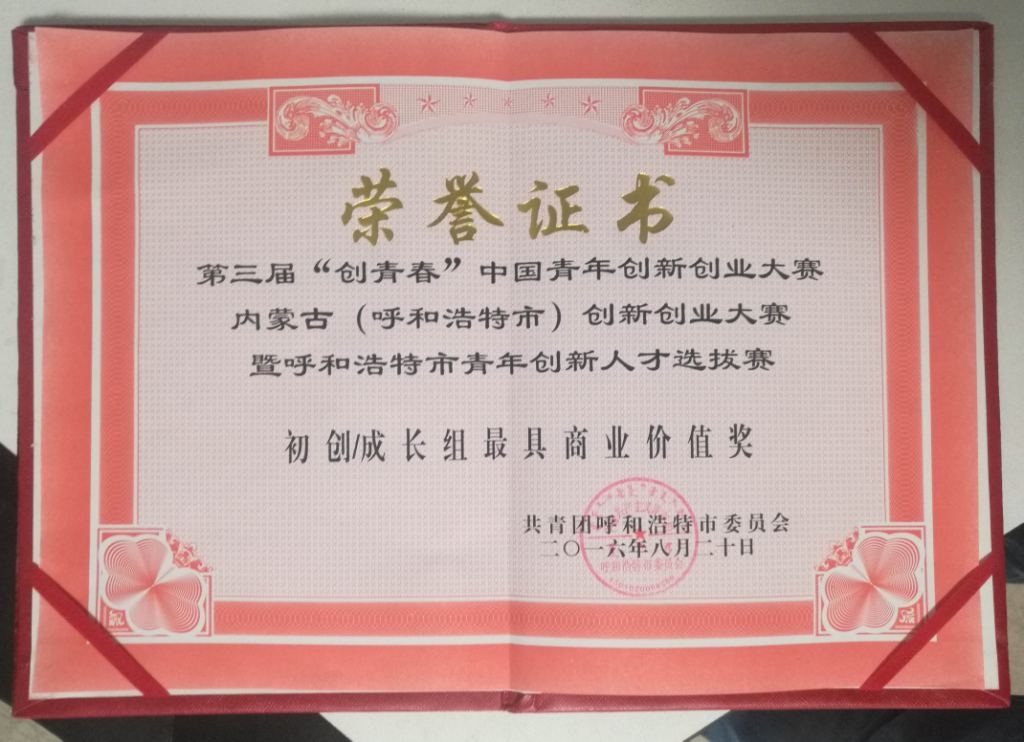 荣誉证书
第三届“创青春”中国青年创新创业大赛
内蒙古（呼和浩特市）创新创业大赛
暨呼和浩特市青年创新人才选拔赛
初创/成长组最具商业价值奖
共青团呼和浩特市委员会
二〇一六年八月二十日